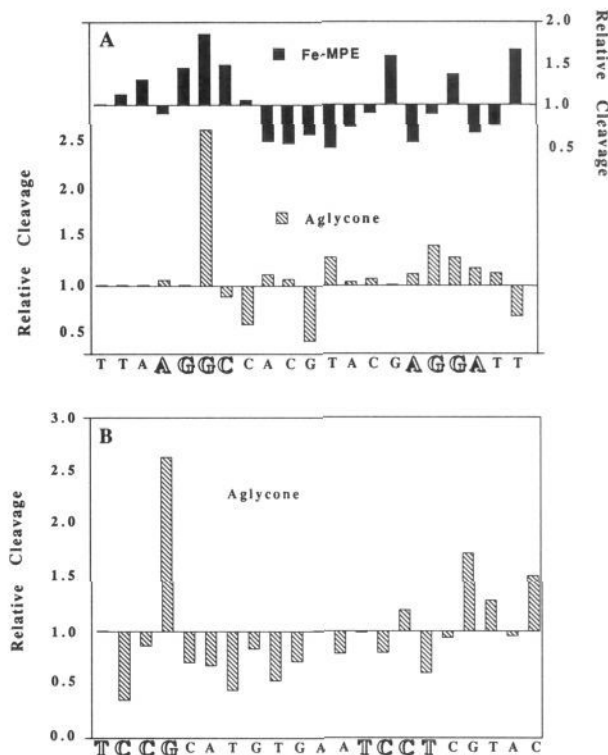 A
Fe-MPE
2.0
1.5
1.0
0.5
Relative Cleavage
2.5
2.0
1.5
1.0
0.5
Relative Cleavage
Aglycone
T T A A G G C C A C G T A C G A G G A T T
B
Aglycone
3.0
2.5
2.0
1.5
1.0
0.5
0.0
Relative Cleavage
T C C G C A T G T G A A T C C T C G T A C